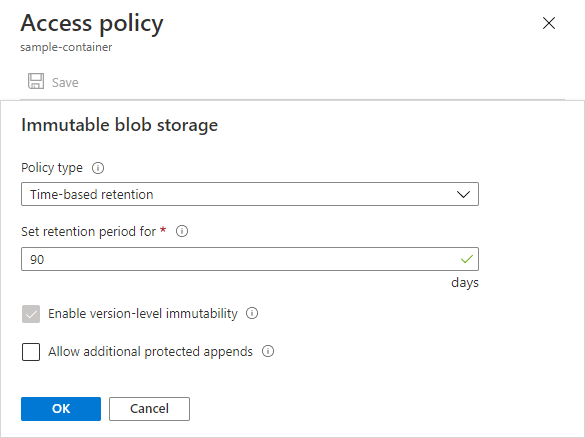 Access policy
sample-container
Save
Immutable blob storage
Policy type
Time-based retention
Set retention period for *
90
days
Enable version-level immutability
Allow additional protected appends
OK Cancel